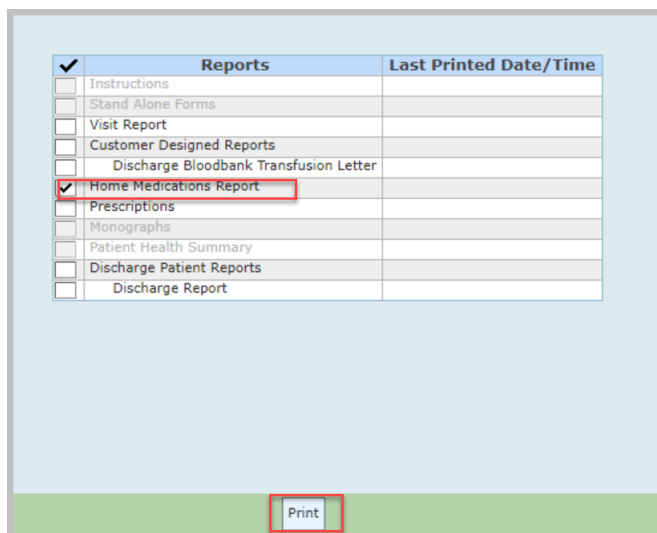 Reports Last Printed Date/Time
Instructions
Stand Alone Forms
Visit Report
Customer Designed Reports
Discharge Bloodbank Transfusion Letter
Home Medications Report
Prescriptions
Monographs
Patient Health Summary
Discharge Patient Reports
Discharge Report
Print